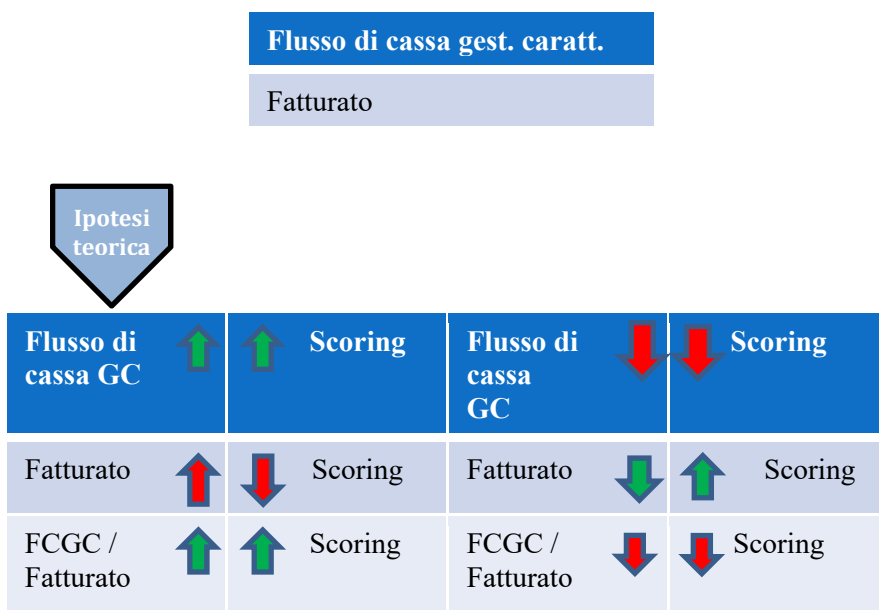 Flusso di cassa gest. caratt.
Fatturato
Ipotesi
teorica
Flusso di
cassa GC
Scoring
Flusso di
cassa
GC
Scoring
Fatturato
Scoring
Fatturato
Scoring
FCGC /
Fatturato
Scoring
FCGC /
Fatturato
Scoring